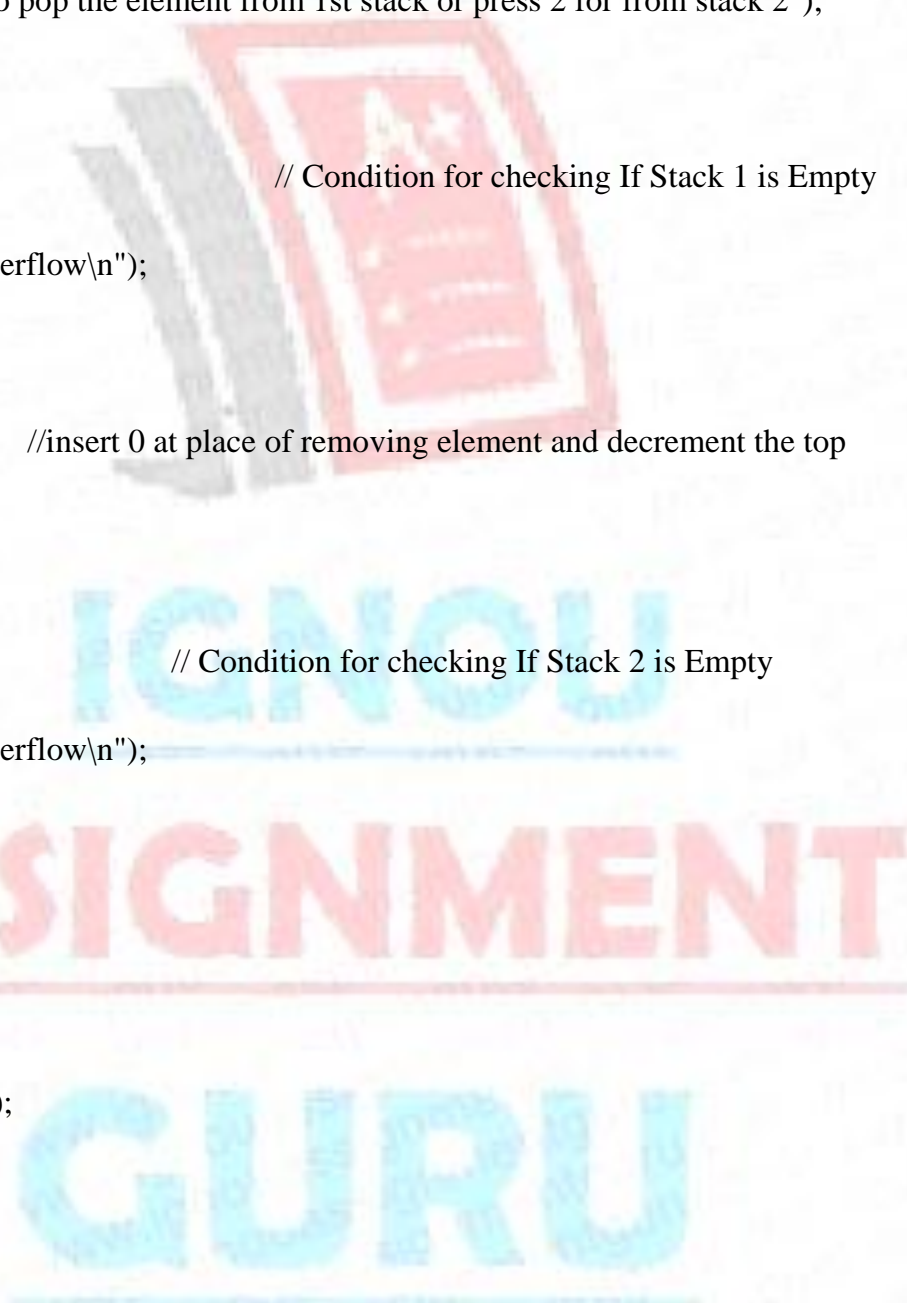 pop the element from 1st stack or press 2 for from stack 2");
// Condition for checking If Stack 1 is Empty
erflow\n");
//insert 0 at place of removing element and decrement the top
IGNOU
// Condition for checking If Stack 2 is Empty
erflow\n");
SIGNMENT
);
GURU
A+